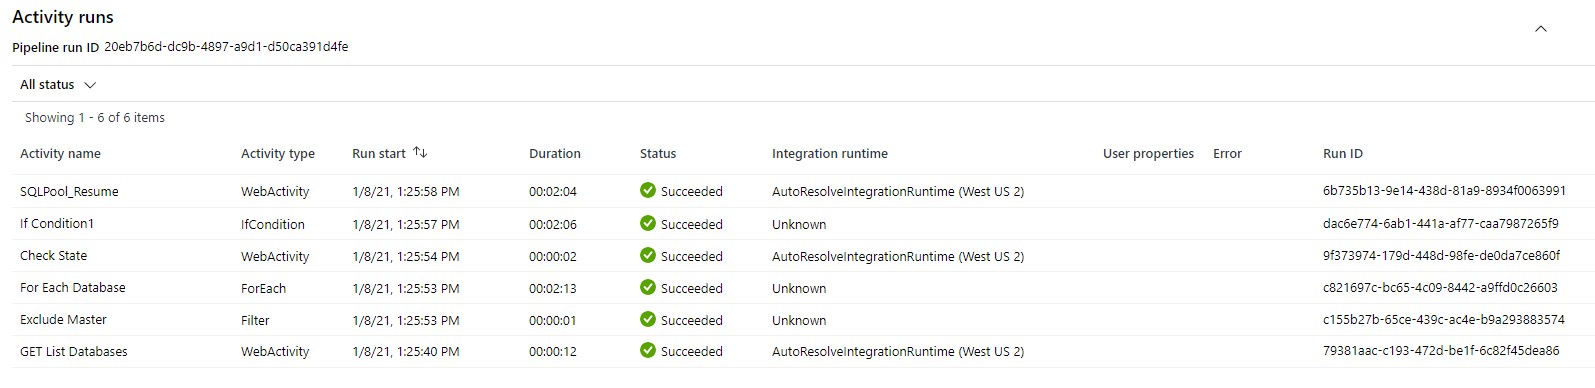 Activity runs
Pipeline run ID 20eb7b6d-dc9b-4897-a9d1-d50ca391d4fe
All status
Showing 1 - 6 of 6 items
Activity name Activity type Run start Duration Status Integration runtime User properties Error Run ID
SQLPool_Resume WebActivity 1/8/21, 1:25:58 PM 00:02:04 Succeeded AutoResolveIntegrationRuntime (West US 2) 6b735b13-9e14-438d-81a9-8934f0063991
If Condition1 IfCondition 1/8/21, 1:25:57 PM 00:02:06 Succeeded Unknown dac6e774-6ab1-441a-af77-caa7987265f9
Check State WebActivity 1/8/21, 1:25:54 PM 00:00:02 Succeeded AutoResolveIntegrationRuntime (West US 2) 9f373974-179d-448d-98fe-de0da7ce860f
For Each Database ForEach 1/8/21, 1:25:53 PM 00:02:13 Succeeded Unknown c821697c-bc65-4c09-8442-a9ffd0c26603
Exclude Master Filter 1/8/21, 1:25:53 PM 00:00:01 Succeeded Unknown c155b27b-65ce-439c-ac4e-b9a293883574
GET List Databases WebActivity 1/8/21, 1:25:40 PM 00:00:12 Succeeded AutoResolveIntegrationRuntime (West US 2) 79381aac-c193-472d-be1f-6c82f45dea86